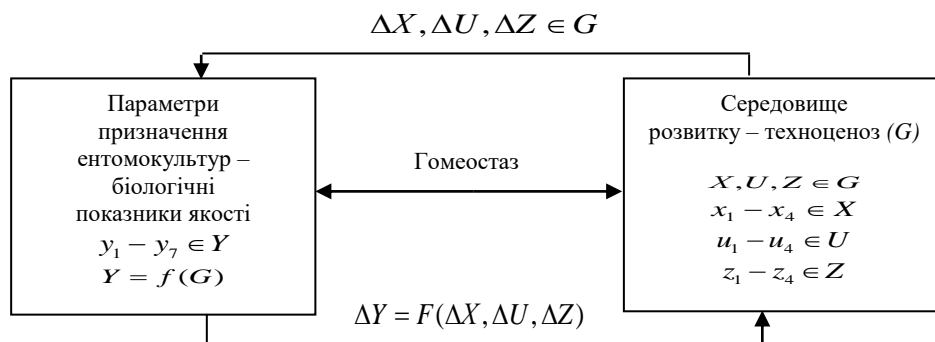 ΔX, ΔU, ΔZ ∈ G
Параметри
призначення
ентомокультур –
біологічні
показники якості
y₁ – y₇ ∈ Y
Y = f(G)
Гомеостаз
Середовище
розвитку – техноценоз (G)
X, U, Z ∈ G
x₁ – x₄ ∈ X
u₁ – u₄ ∈ U
z₁ – z₄ ∈ Z
ΔY = F(ΔX, ΔU, ΔZ)